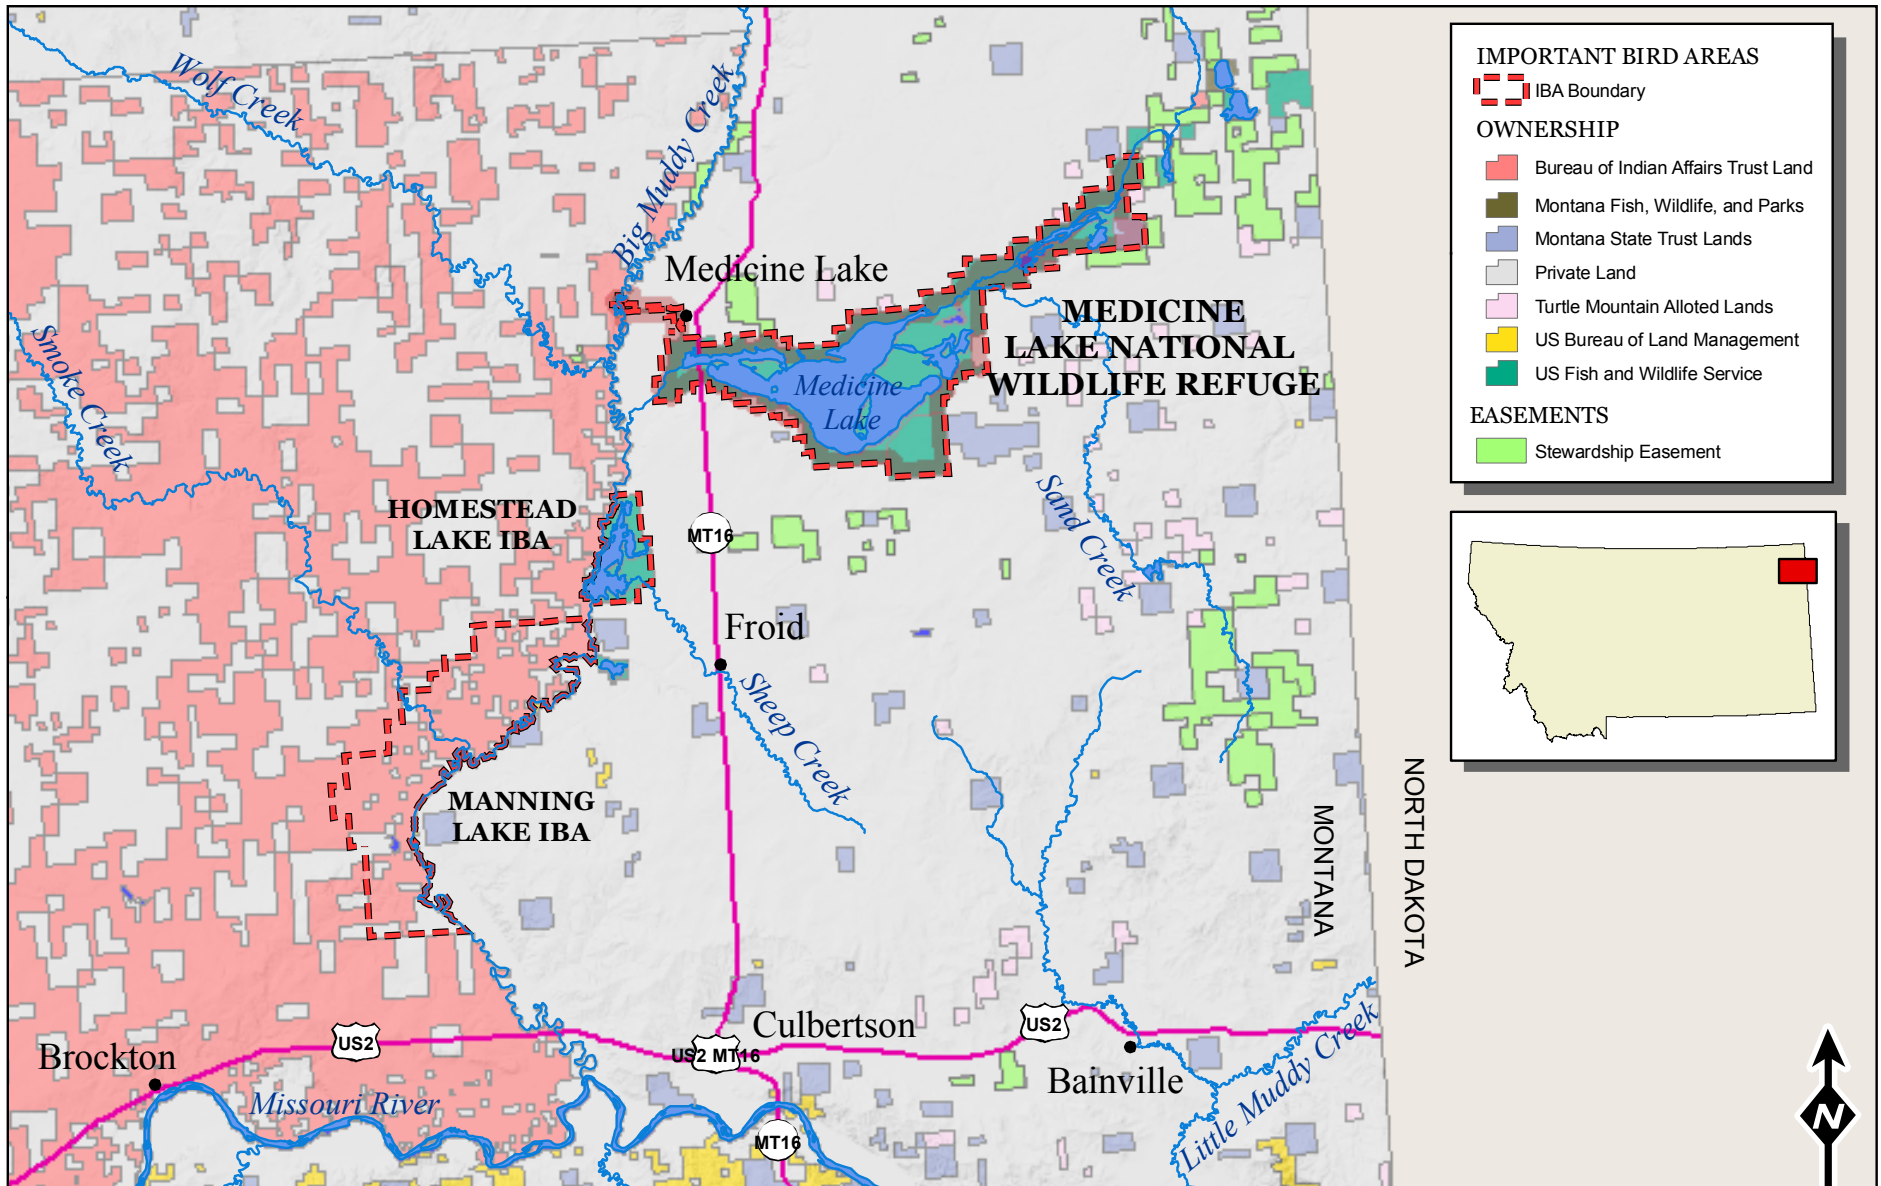 Wolf Creek
Big Muddy Creek
Medicine Lake
Smoke Creek
MEDICINE
LAKE NATIONAL
WILDLIFE REFUGE
Medicine
Lake
HOMESTEAD
LAKE IBA
MT16
Sand Creek
Froid
Sheep Creek
MANNING
LAKE IBA
MONTANA
NORTH DAKOTA
US2
Culbertson
US2 MT16
US2
Brockton
Bainville
Missouri River
MT16
Little Muddy Creek
IMPORTANT BIRD AREAS
IBA Boundary
OWNERSHIP
Bureau of Indian Affairs Trust Land
Montana Fish, Wildlife, and Parks
Montana State Trust Lands
Private Land
Turtle Mountain Alloted Lands
US Bureau of Land Management
US Fish and Wildlife Service
EASEMENTS
Stewardship Easement
N